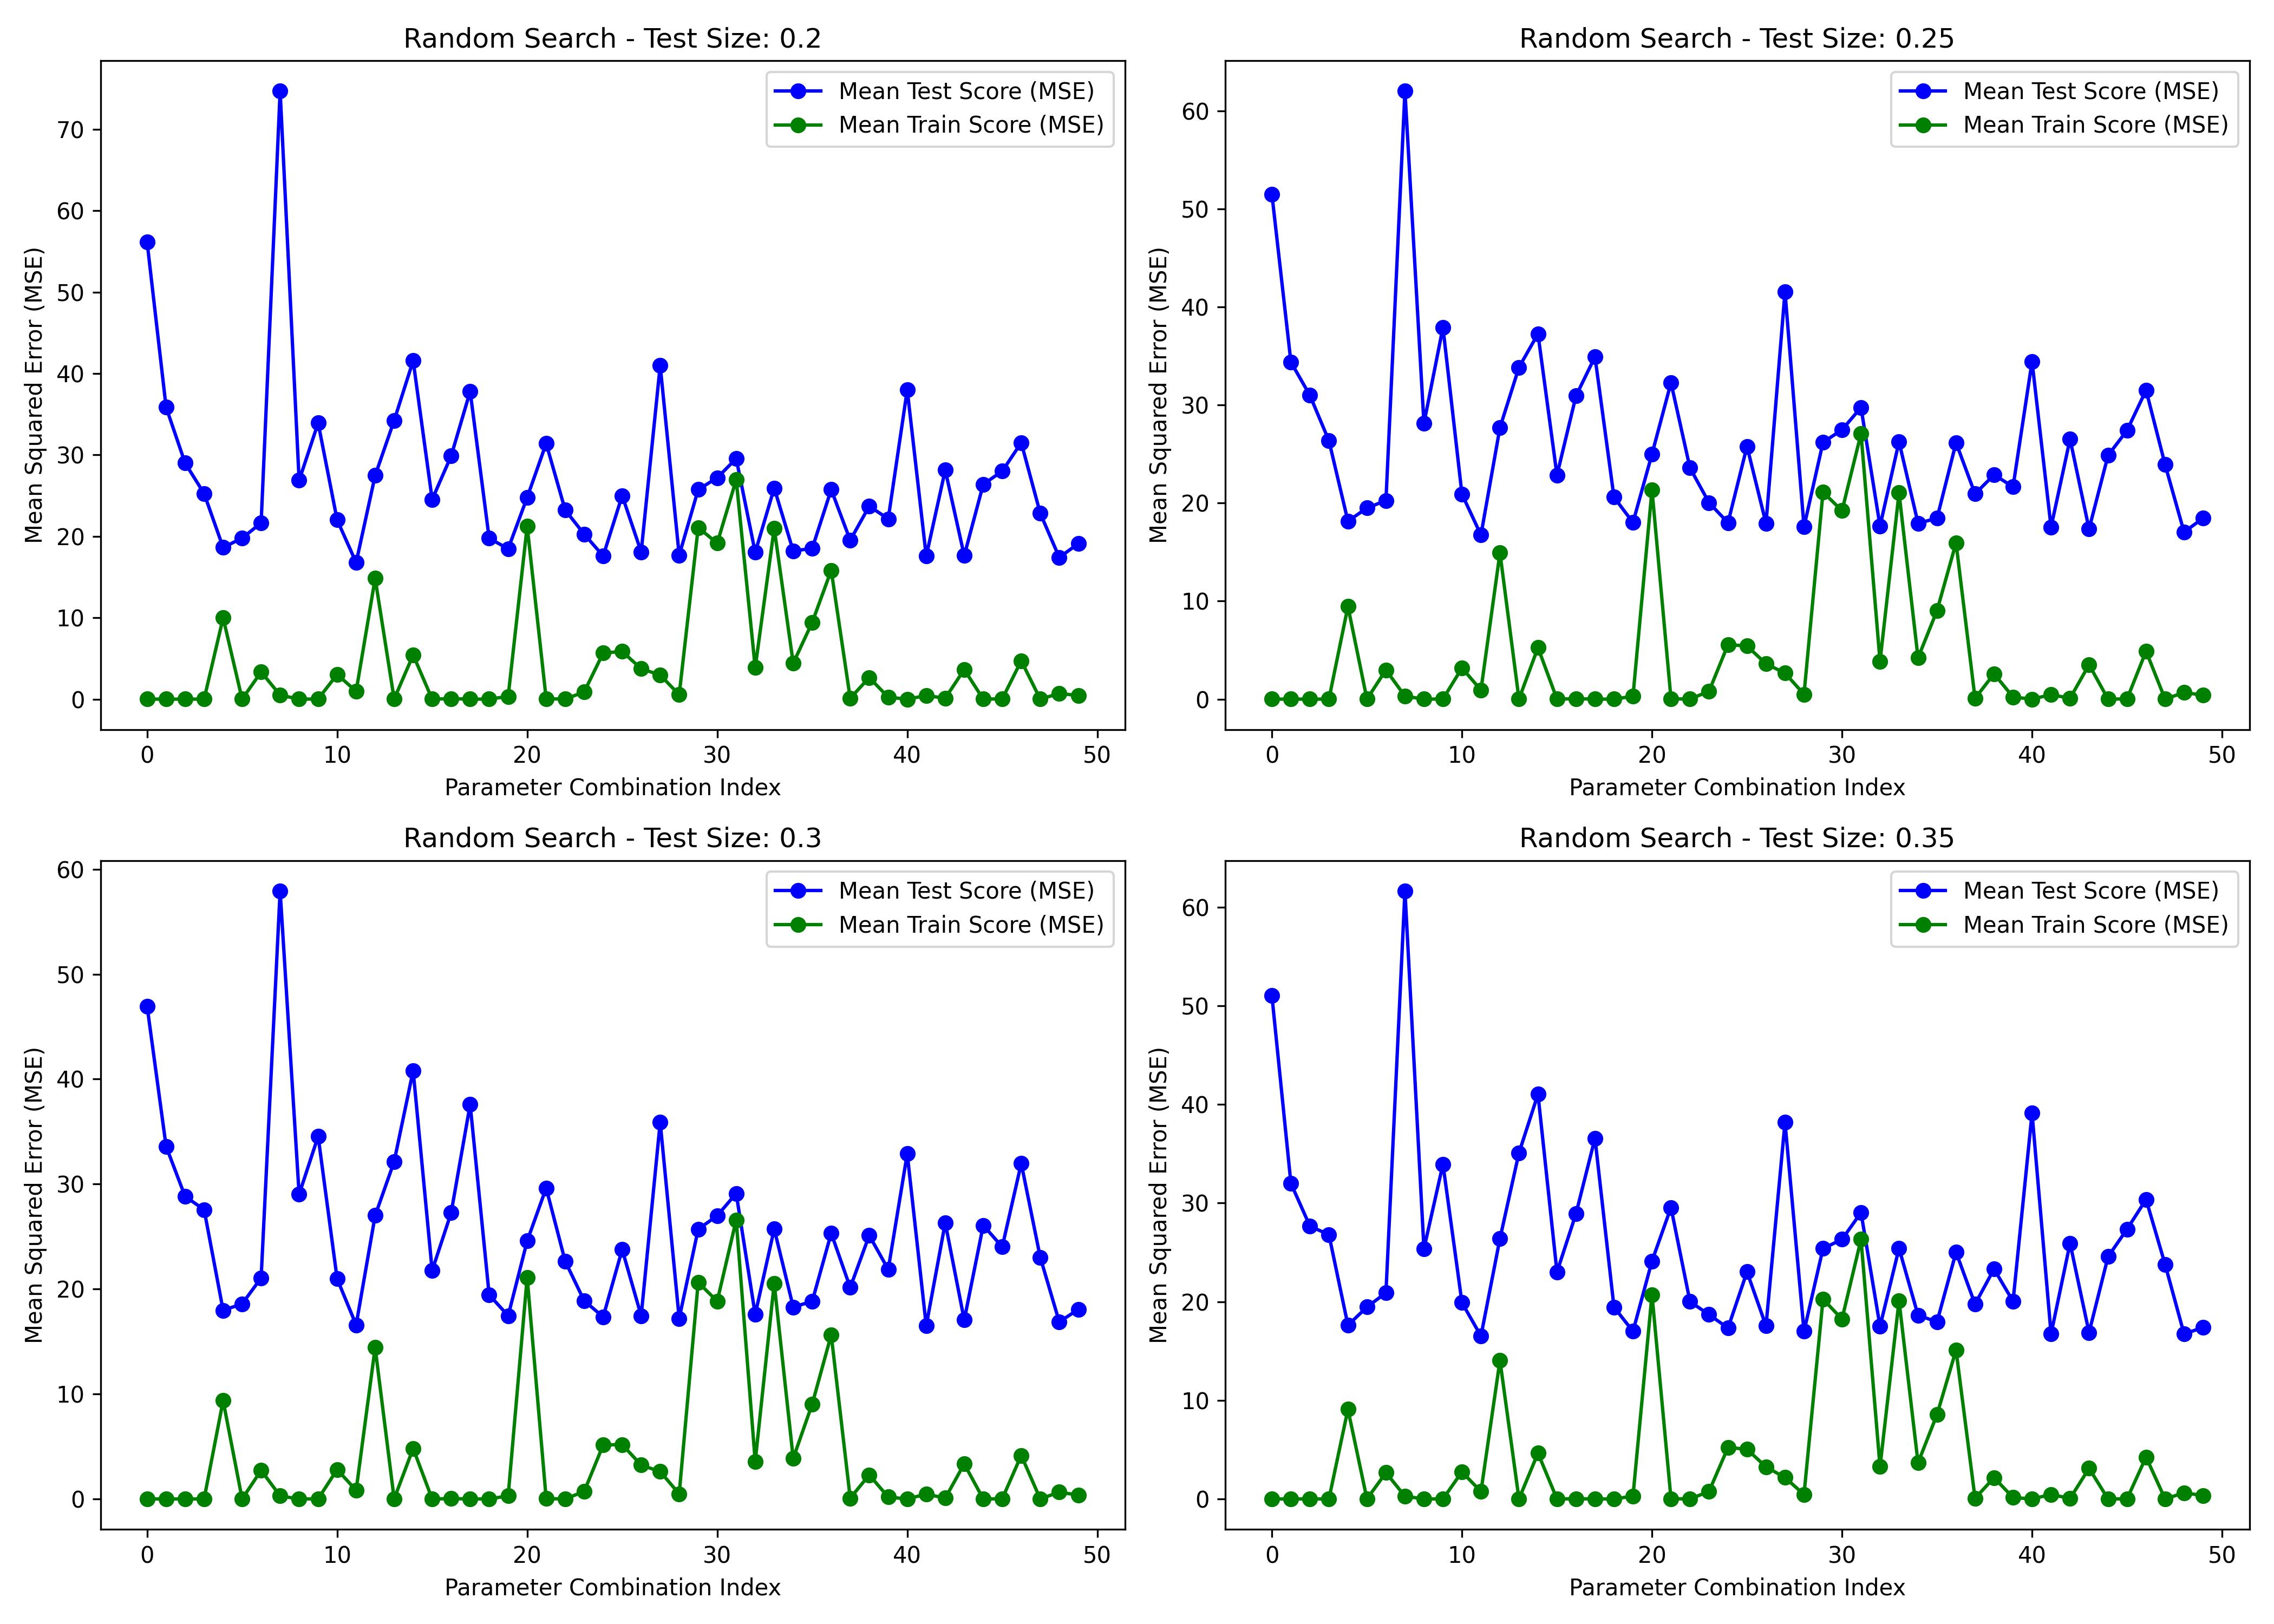 Random Search - Test Size: 0.2
Mean Squared Error (MSE)
70
60
50
40
30
20
10
0
Mean Test Score (MSE)
Mean Train Score (MSE)
0 10 20 30 40 50
Parameter Combination Index
Random Search - Test Size: 0.25
Mean Squared Error (MSE)
60
50
40
30
20
10
0
Mean Test Score (MSE)
Mean Train Score (MSE)
0 10 20 30 40 50
Parameter Combination Index
Random Search - Test Size: 0.3
Mean Squared Error (MSE)
60
50
40
30
20
10
0
Mean Test Score (MSE)
Mean Train Score (MSE)
0 10 20 30 40 50
Parameter Combination Index
Random Search - Test Size: 0.35
Mean Squared Error (MSE)
60
50
40
30
20
10
0
Mean Test Score (MSE)
Mean Train Score (MSE)
0 10 20 30 40 50
Parameter Combination Index